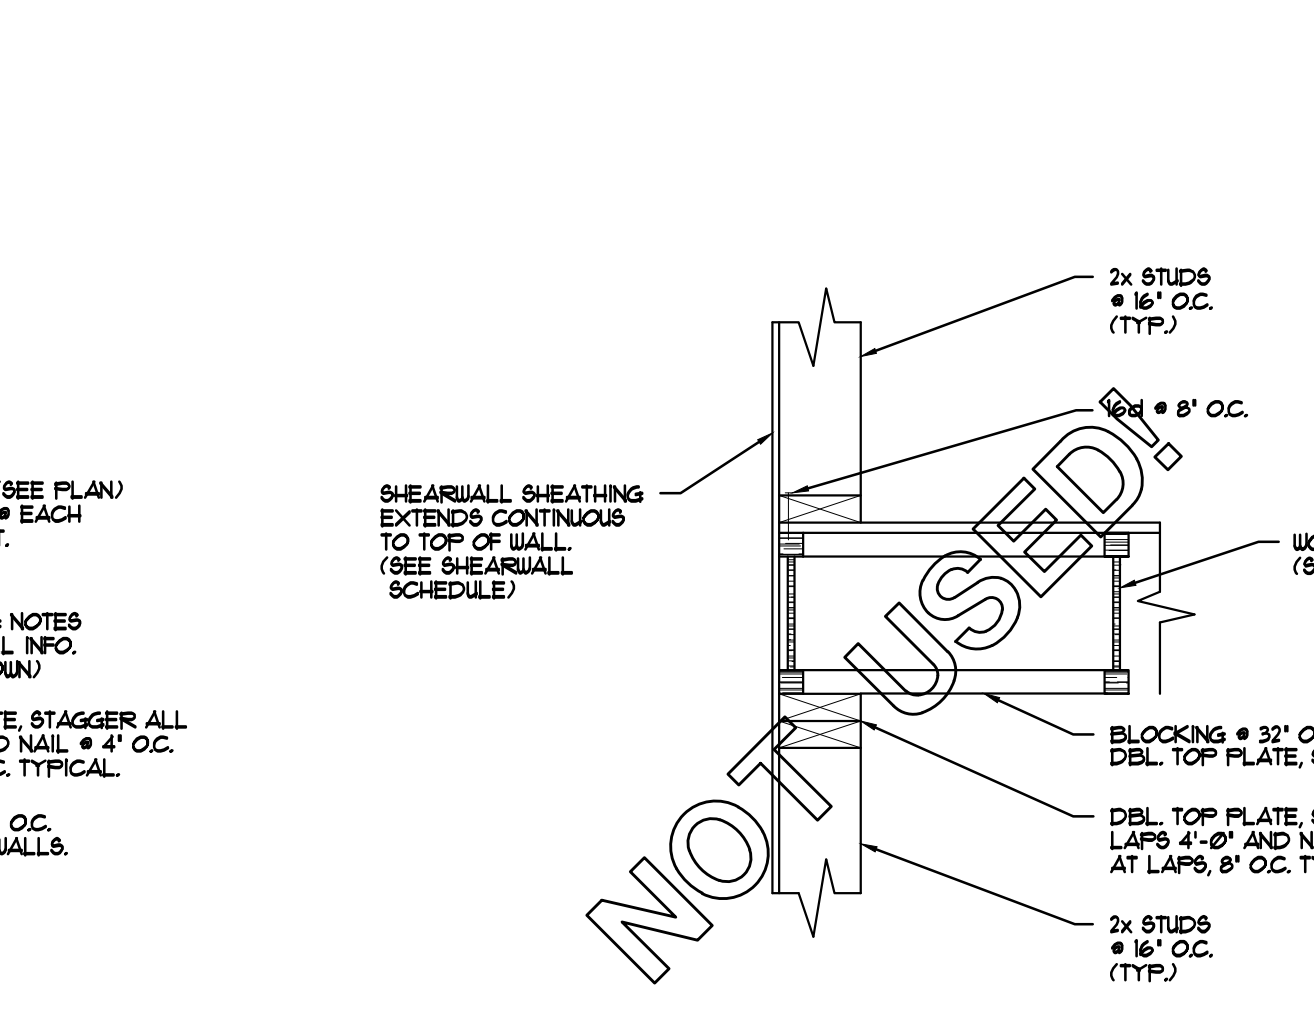 SEE PLAN)
@ EACH
NOTES
INFO.
STAGGER ALL
NAIL @ 4" O.C.
TYPICAL.
O.C.
WALLS.
SHEARWALL SHEATHING
EXTENDS CONTINUOUS
TO TOP OF WALL.
(SEE SHEARWALL
SCHEDULE)
2x STUDS
@ 16" O.C.
(TYP.)
16d @ 8" O.C.
BLOCKING @ 32"
DBL. TOP PLATE,
DBL. TOP PLATE,
LAPS 4'-0" AND
AT LAPS, 8" O.C.
2x STUDS
@ 16" O.C.
(TYP.)
NOT USED!